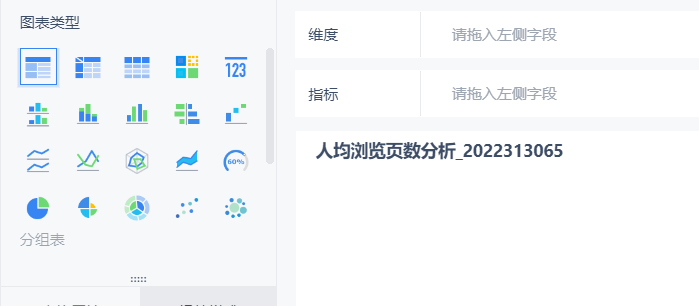 图表类型
维度
请拖入左侧字段
123
指标
请拖入左侧字段
人均浏览页数分析_2022313065
60%
分组表